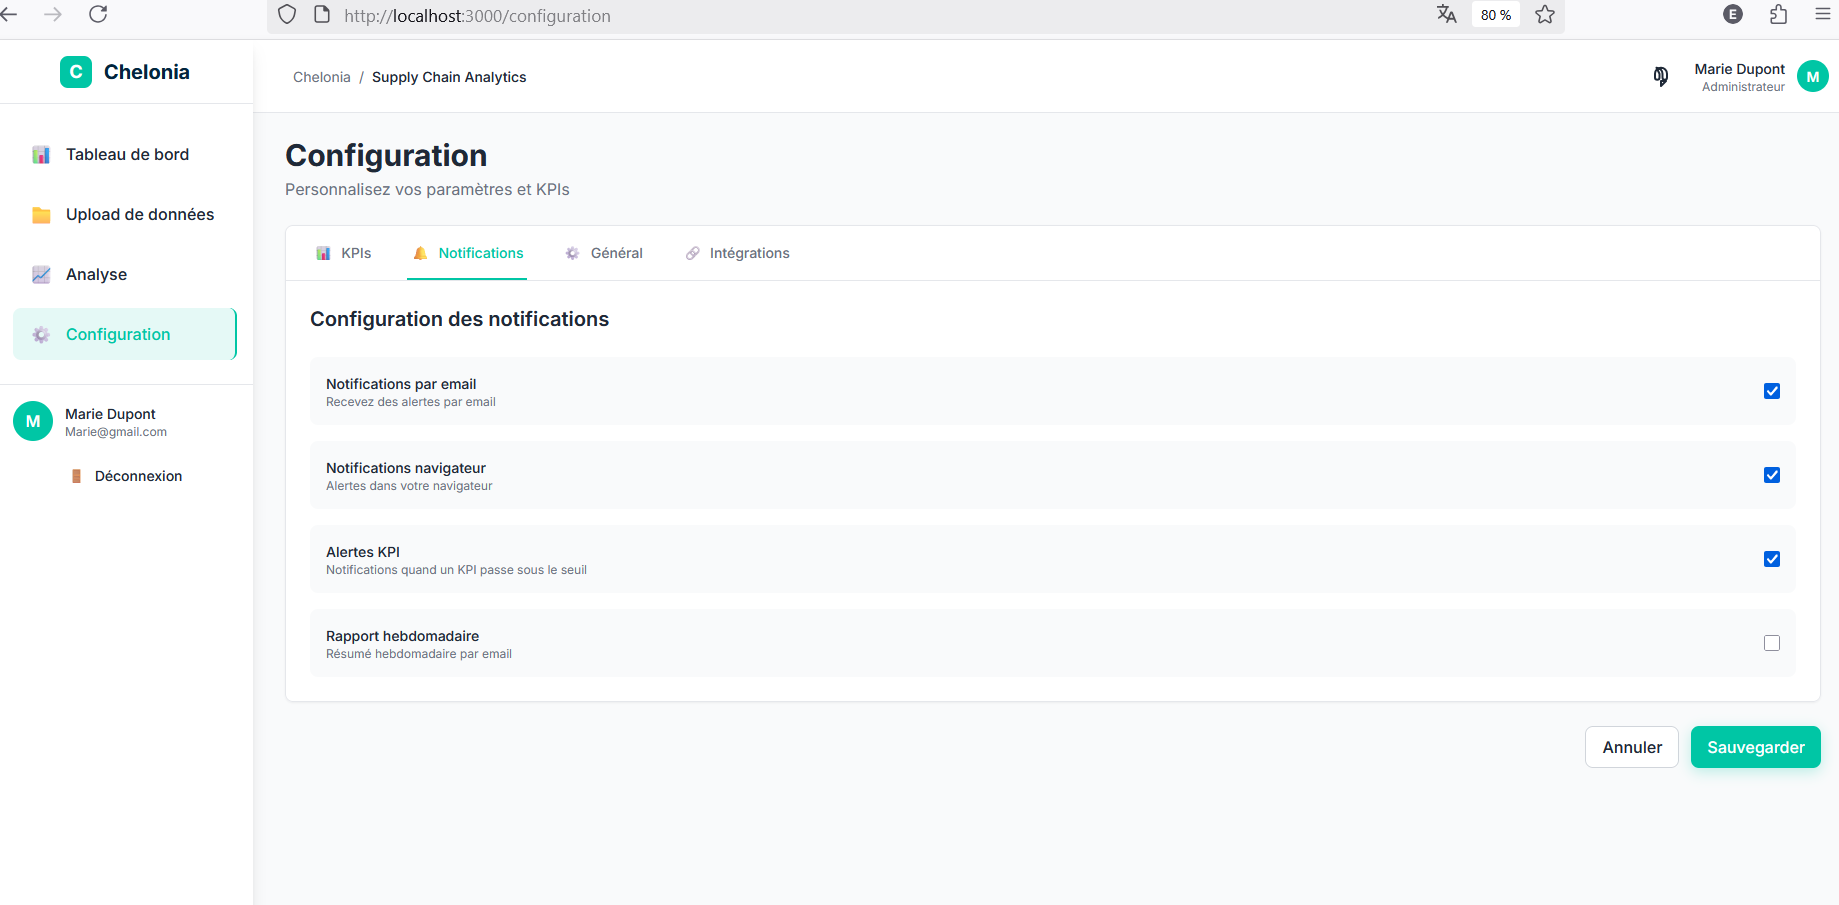 http://localhost:3000/configuration
80 %
E
C Chelonia
Chelonia / Supply Chain Analytics
Marie Dupont
Administrateur
M
Tableau de bord
Upload de données
Analyse
Configuration
M
Marie Dupont
Marie@gmail.com
Déconnexion
Configuration
Personnalisez vos paramètres et KPIs
KPIs
Notifications
Général
Intégrations
Configuration des notifications
Notifications par email
Recevez des alertes par email
Notifications navigateur
Alertes dans votre navigateur
Alertes KPI
Notifications quand un KPI passe sous le seuil
Rapport hebdomadaire
Résumé hebdomadaire par email
Annuler
Sauvegarder